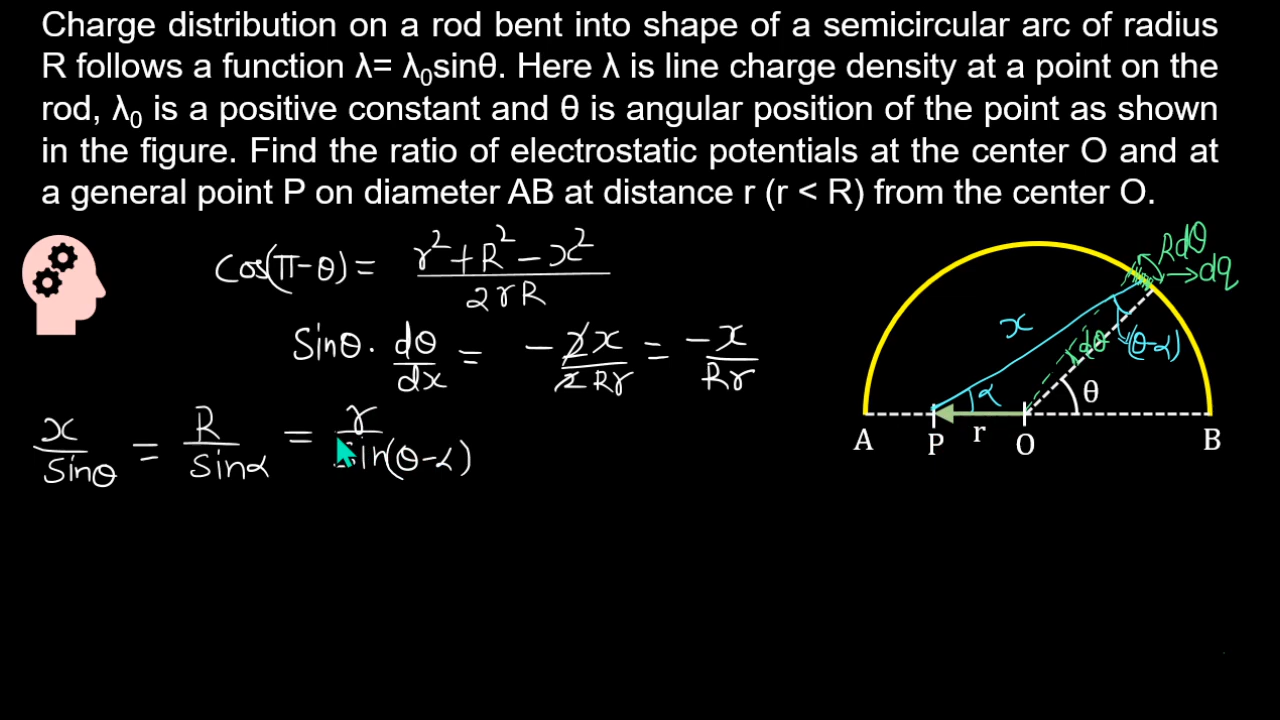 Charge distribution on a rod bent into shape of a semicircular arc of radius
R follows a function λ= λ₀sinθ. Here λ is line charge density at a point on the
rod, λ₀ is a positive constant and θ is angular position of the point as shown
in the figure. Find the ratio of electrostatic potentials at the center O and at
a general point P on diameter AB at distance r (r < R) from the center O.
Cos(π-θ) = (r²+R²-x²)/(2rR)
Sinθ · dθ/dx = -2x/2Rr = -x/Rr
x/Sinθ = R/Sinα = r/Sin(θ-α)
Rdθ
→dq
x
dθ
(θ-α)
α
θ
A P r O B